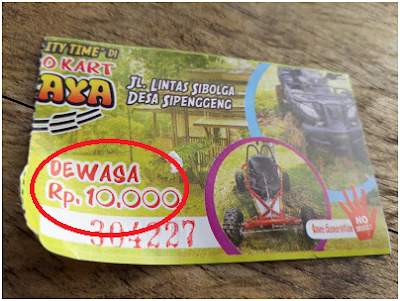 ITY TIME" DI
O KART
AYA
JL. LINTAS SIBOLGA
DESA SIPENGGENG
DEWASA
Rp. 10.000
304227
NO